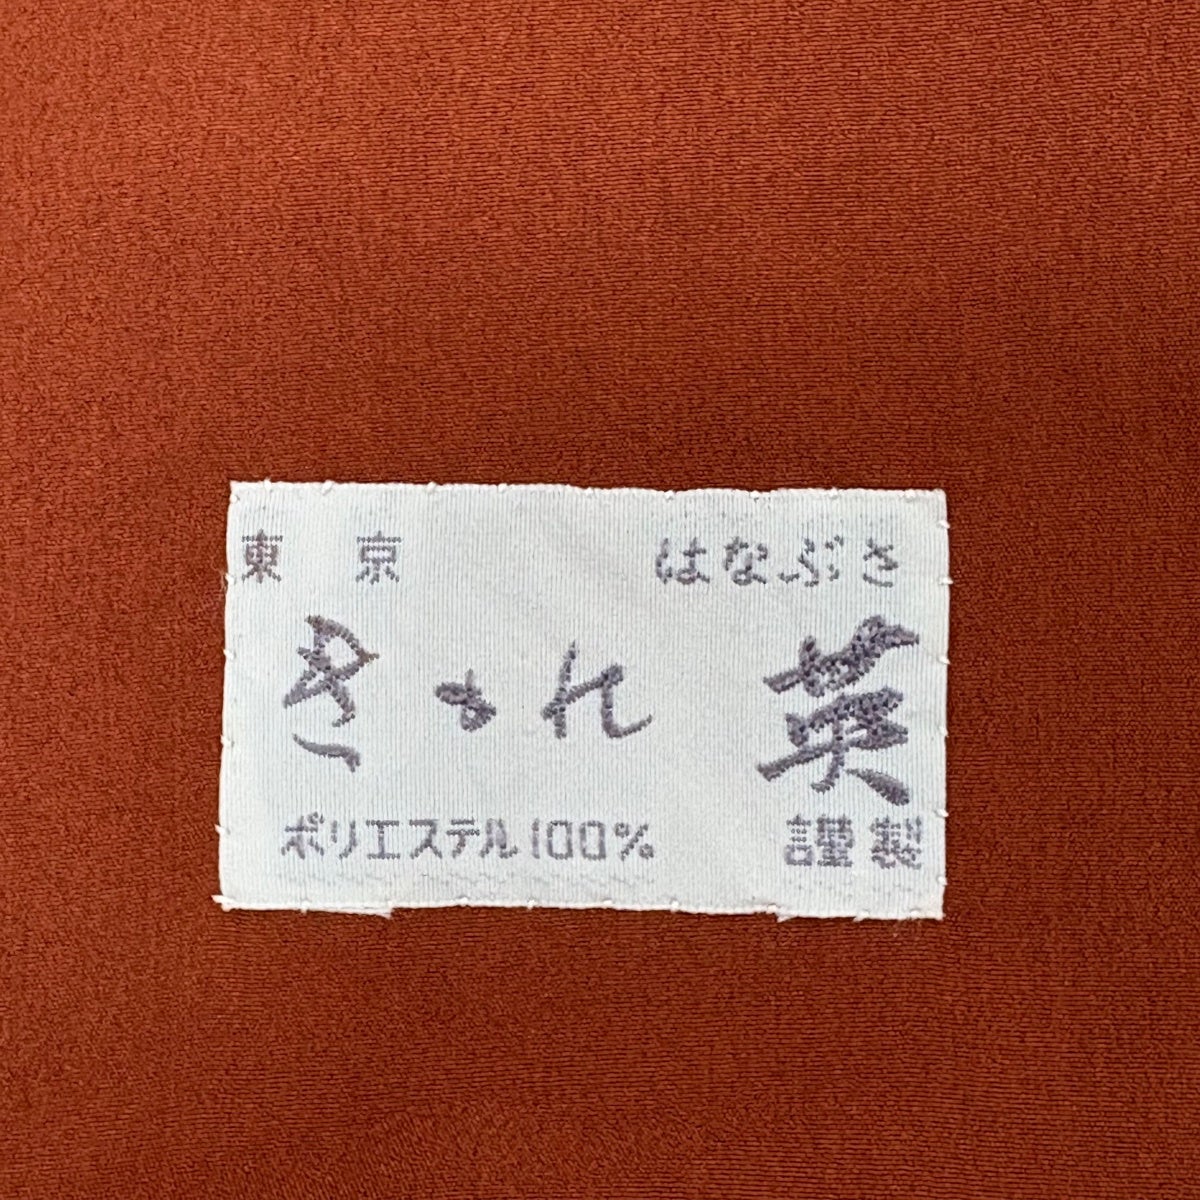 東京 はなぶさ
きもの 英
ポリエステル100% 謹製